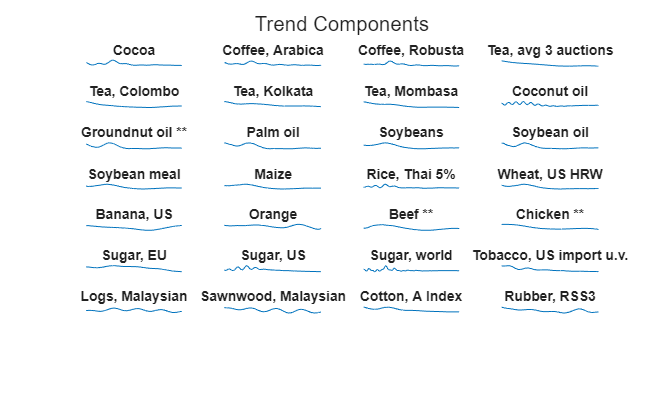 Trend Components
Cocoa Coffee, Arabica Coffee, Robusta Tea, avg 3 auctions
Tea, Colombo Tea, Kolkata Tea, Mombasa Coconut oil
Groundnut oil ** Palm oil Soybeans Soybean oil
Soybean meal Maize Rice, Thai 5% Wheat, US HRW
Banana, US Orange Beef ** Chicken **
Sugar, EU Sugar, US Sugar, world Tobacco, US import u.v.
Logs, Malaysian Sawnwood, Malaysian Cotton, A Index Rubber, RSS3